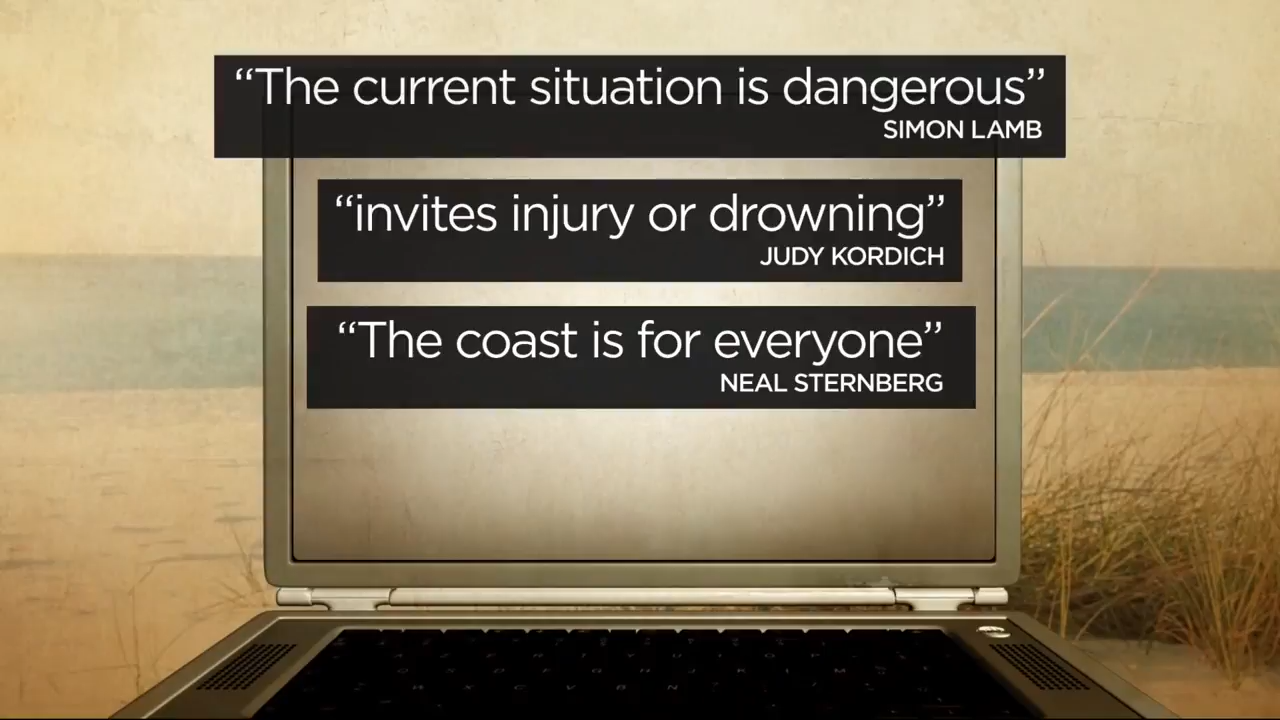 “The current situation is dangerous”
SIMON LAMB
“invites injury or drowning”
JUDY KORDICH
“The coast is for everyone”
NEAL STERNBERG